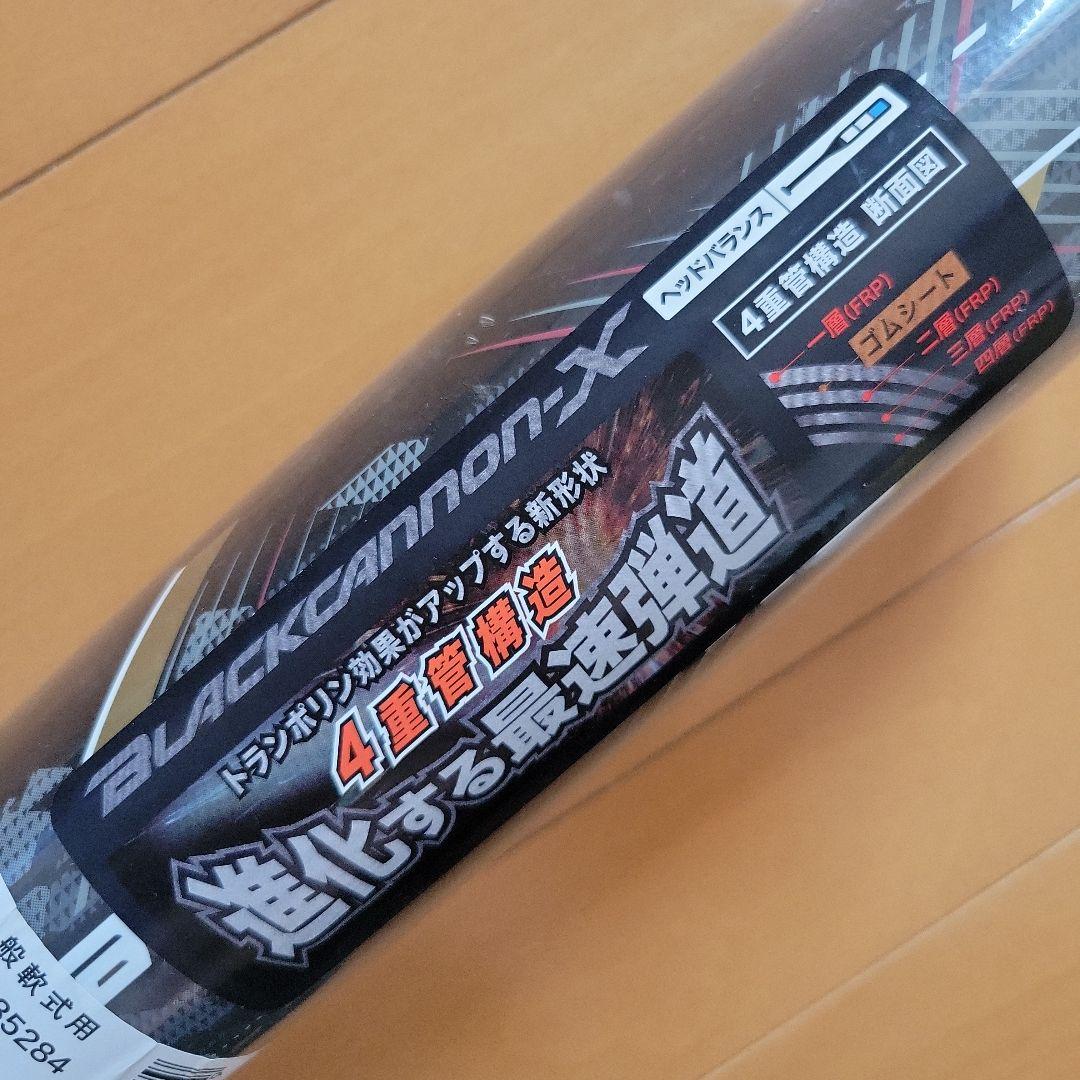 BLACKCANNON-X
ヘッドバランス
トランポリン効果がアップする新形状
4重管構造
進化する最速弾道
4重管構造 断面図
一層(FRP)
ゴムシート
二層(FRP)
三層(FRP)
四層(FRP)
般軟式用
35284